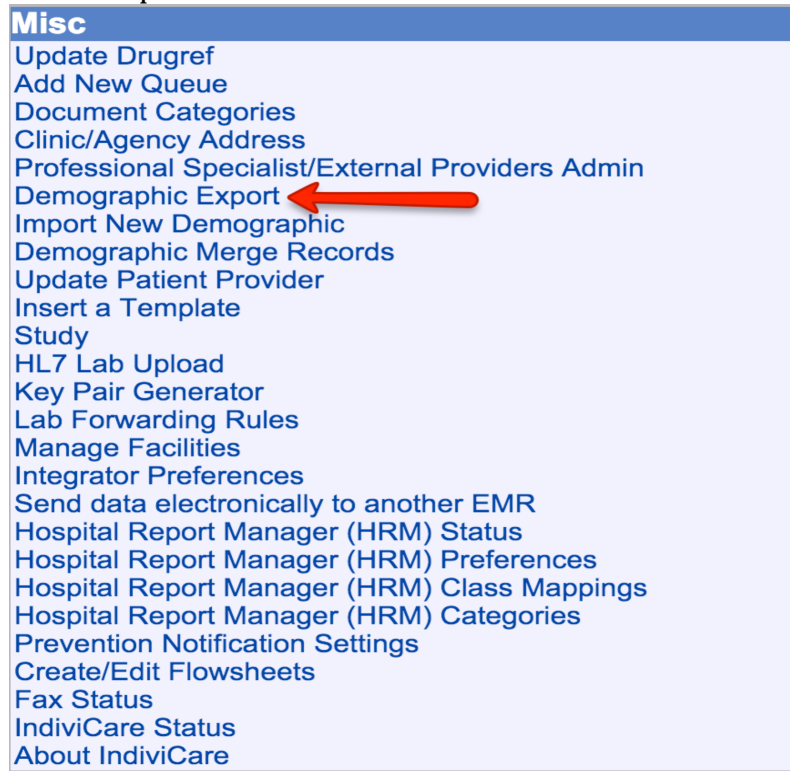 Misc
Update Drugref
Add New Queue
Document Categories
Clinic/Agency Address
Professional Specialist/External Providers Admin
Demographic Export
Import New Demographic
Demographic Merge Records
Update Patient Provider
Insert a Template
Study
HL7 Lab Upload
Key Pair Generator
Lab Forwarding Rules
Manage Facilities
Integrator Preferences
Send data electronically to another EMR
Hospital Report Manager (HRM) Status
Hospital Report Manager (HRM) Preferences
Hospital Report Manager (HRM) Class Mappings
Hospital Report Manager (HRM) Categories
Prevention Notification Settings
Create/Edit Flowsheets
Fax Status
IndiviCare Status
About IndiviCare